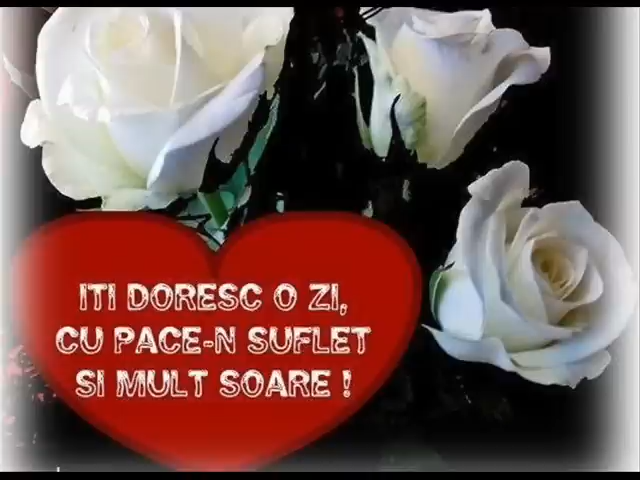 ITI DORESC O ZI,
CU PACE-N SUFLET
SI MULT SOARE !